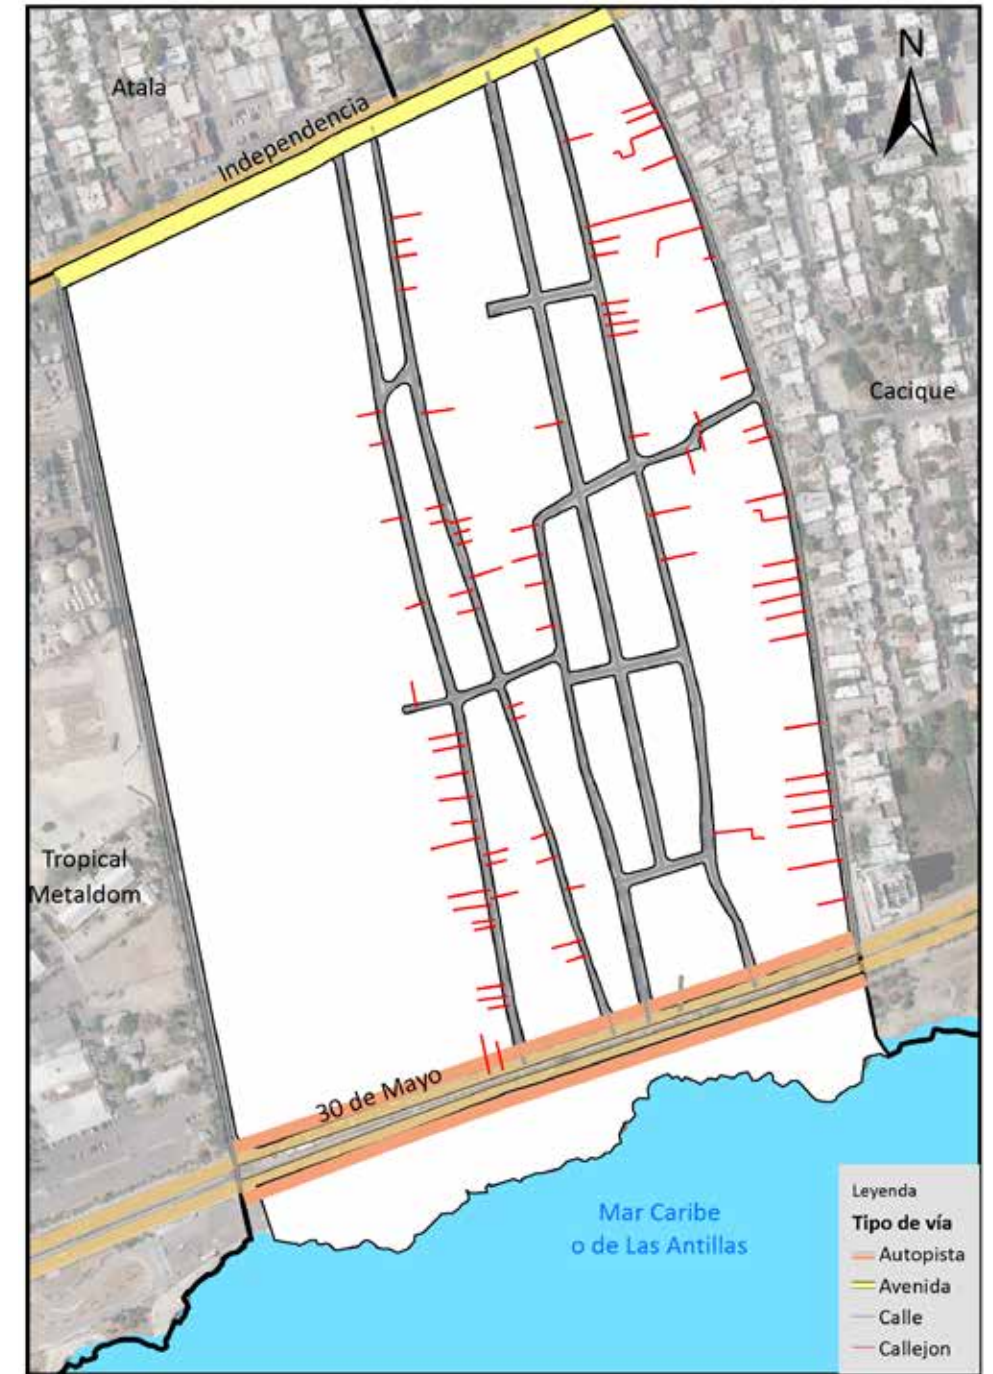 N
Atala
Independencia
Cacique
Tropical
Metaldom
30 de Mayo
Mar Caribe
o de Las Antillas
Leyenda
Tipo de vía
Autopista
Avenida
Calle
Callejon